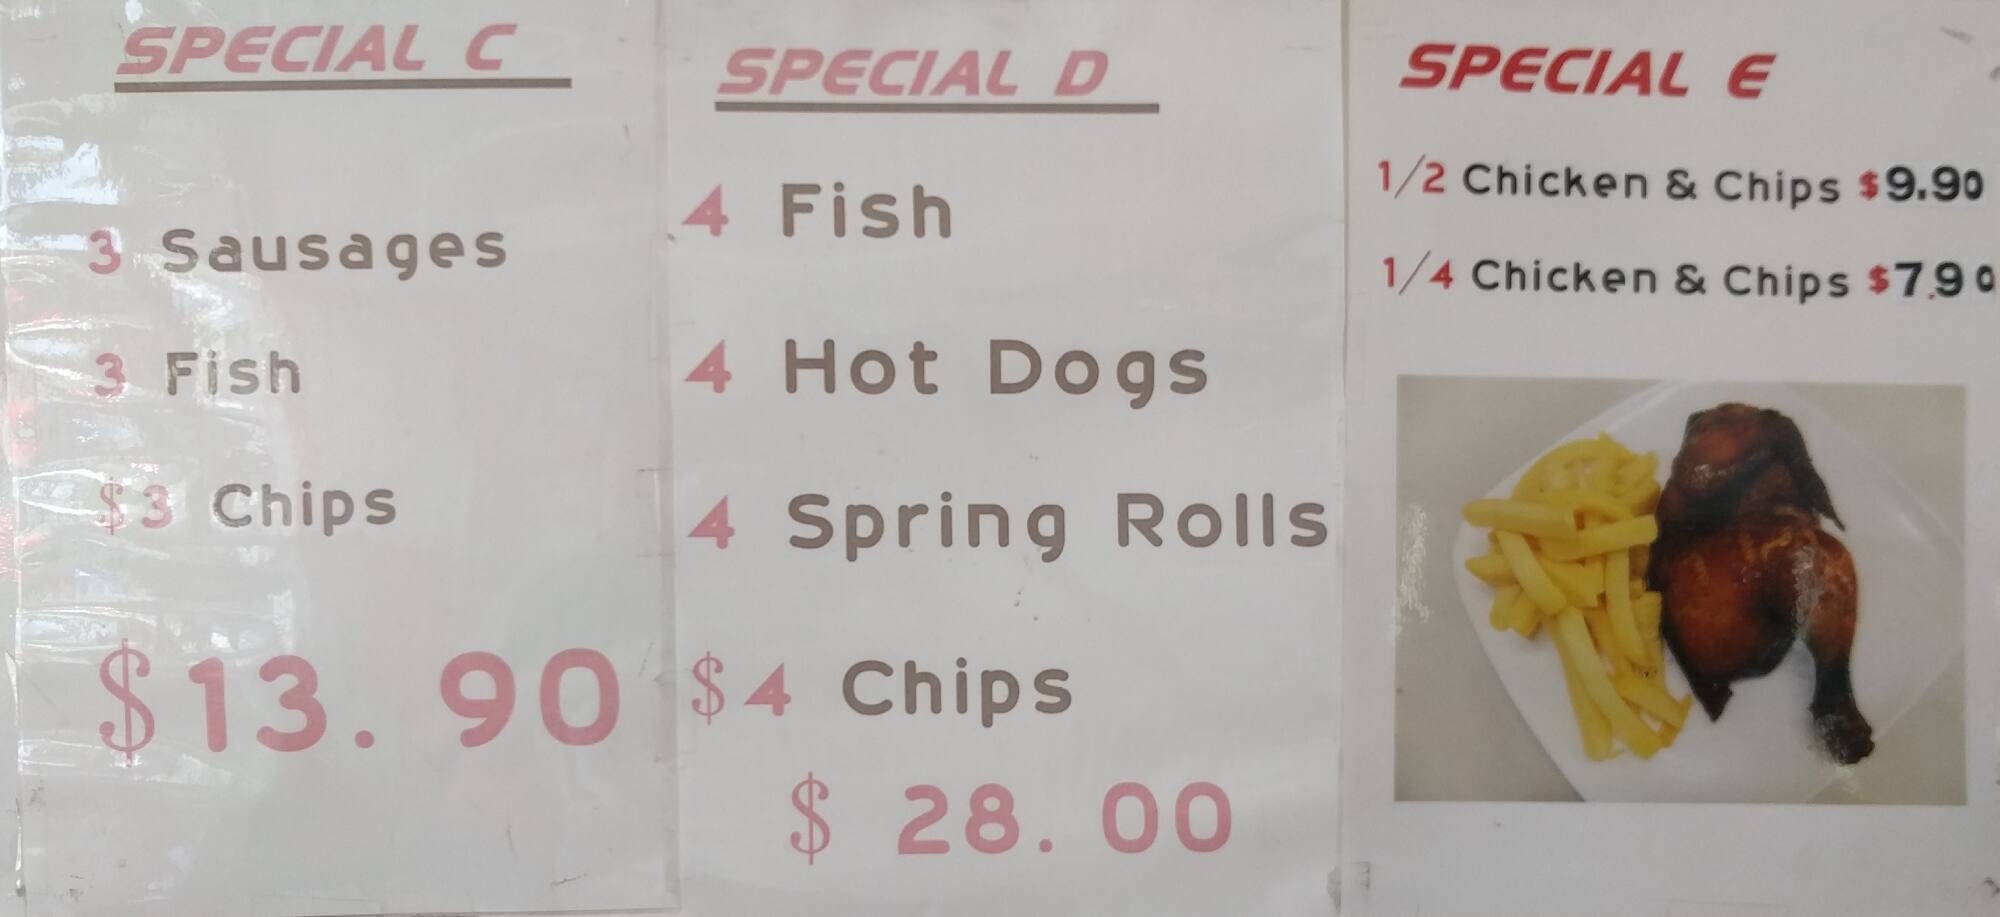 SPECIAL C
3 Sausages
3 Fish
$3 Chips
$13.90
SPECIAL D
4 Fish
4 Hot Dogs
4 Spring Rolls
$4 Chips
$ 28.00
SPECIAL E
1/2 Chicken & Chips $9.90
1/4 Chicken & Chips $7.90